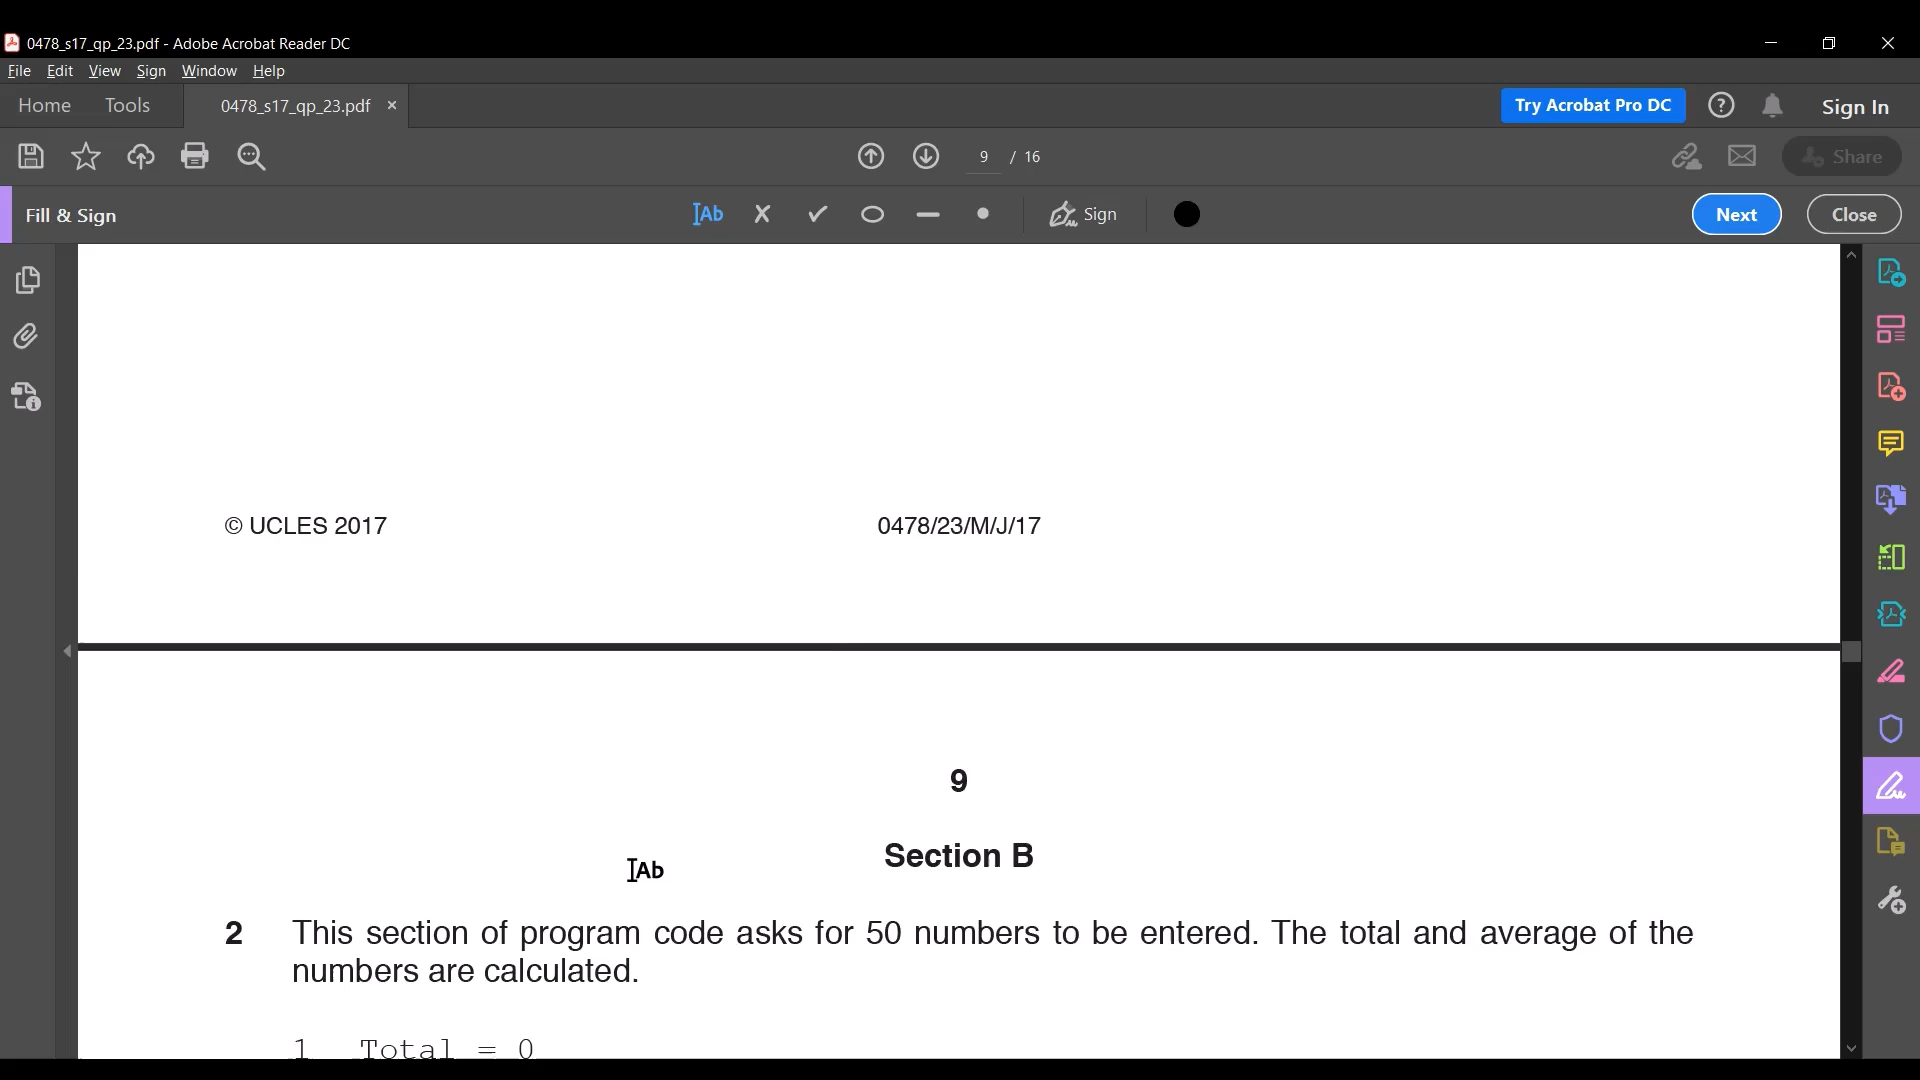 0478_s17_qp_23.pdf - Adobe Acrobat Reader DC
File Edit View Sign Window Help
Home Tools 0478_s17_qp_23.pdf × Try Acrobat Pro DC ? Sign In
9 / 16 Share
Fill & Sign Ab Sign Next Close
© UCLES 2017 0478/23/M/J/17
9
Section B
Ab
2 This section of program code asks for 50 numbers to be entered. The total and average of the
numbers are calculated.
1 Total = 0